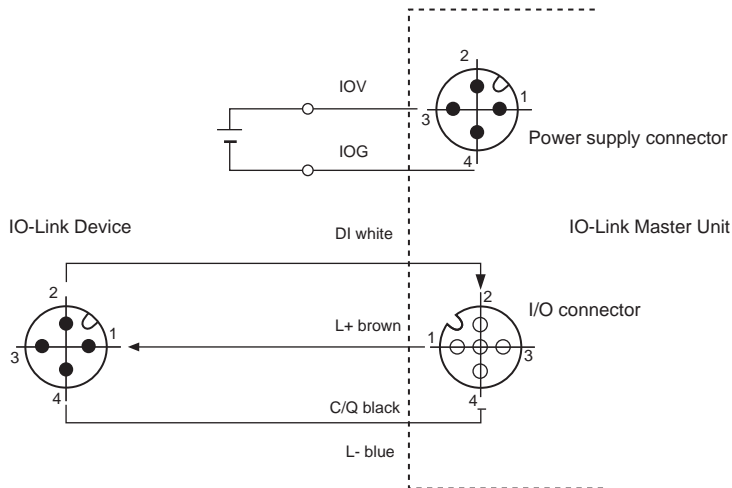 2
IOV
1
3
Power supply connector
IOG
4
IO-Link Device
IO-Link Master Unit
DI white
2
2
I/O connector
L+ brown
1
1
3
3
4
4
C/Q black
L- blue